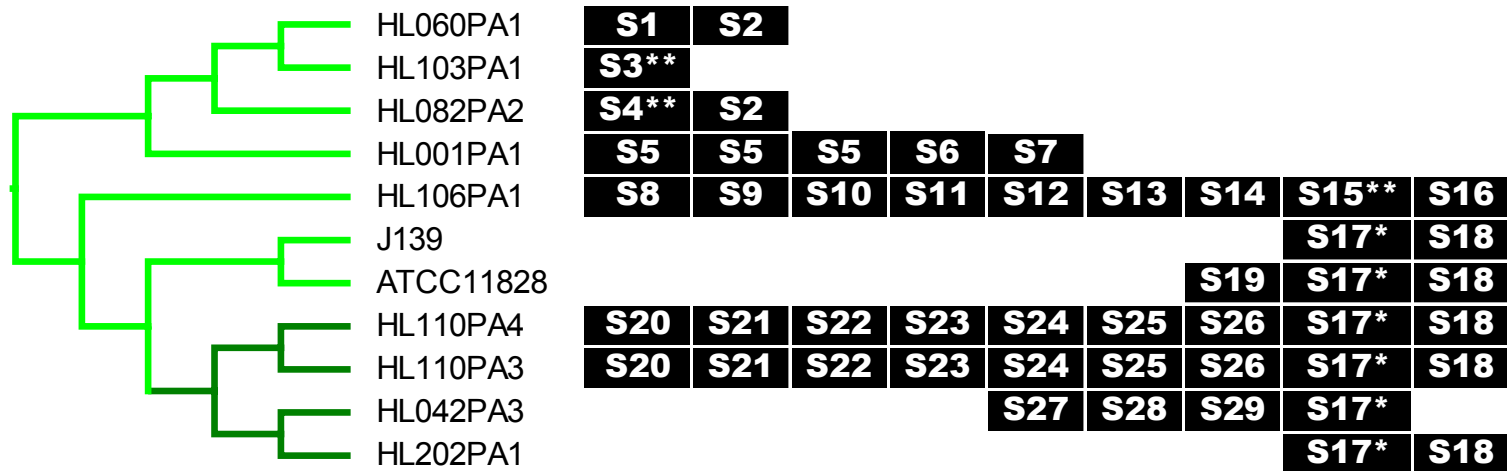 HL060PA1 S1 S2
HL103PA1 S3**
HL082PA2 S4** S2
HL001PA1 S5 S5 S5 S6 S7
HL106PA1 S8 S9 S10 S11 S12 S13 S14 S15** S16
J139 S17* S18
ATCC11828 S19 S17* S18
HL110PA4 S20 S21 S22 S23 S24 S25 S26 S17* S18
HL110PA3 S20 S21 S22 S23 S24 S25 S26 S17* S18
HL042PA3 S27 S28 S29 S17*
HL202PA1 S17* S18